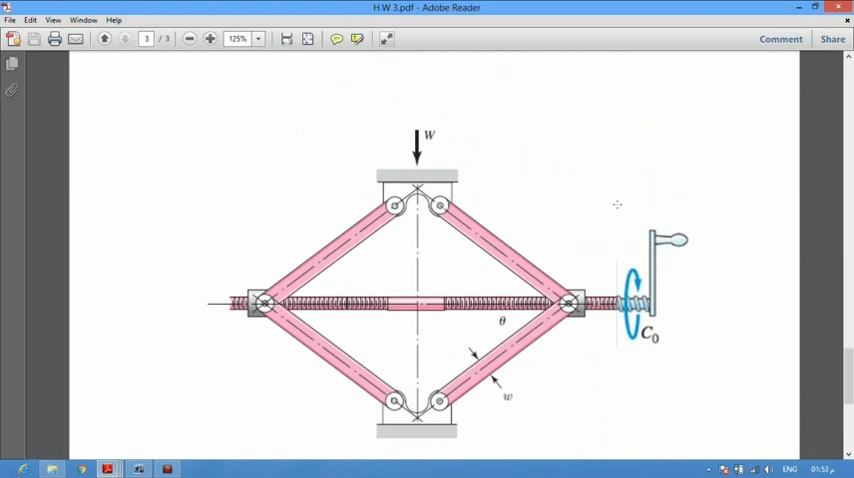 H.W 3.pdf - Adobe Reader
File Edit View Window Help
3 / 3 125% Comment Share
W
θ
C0
w
ENG 01:53 م